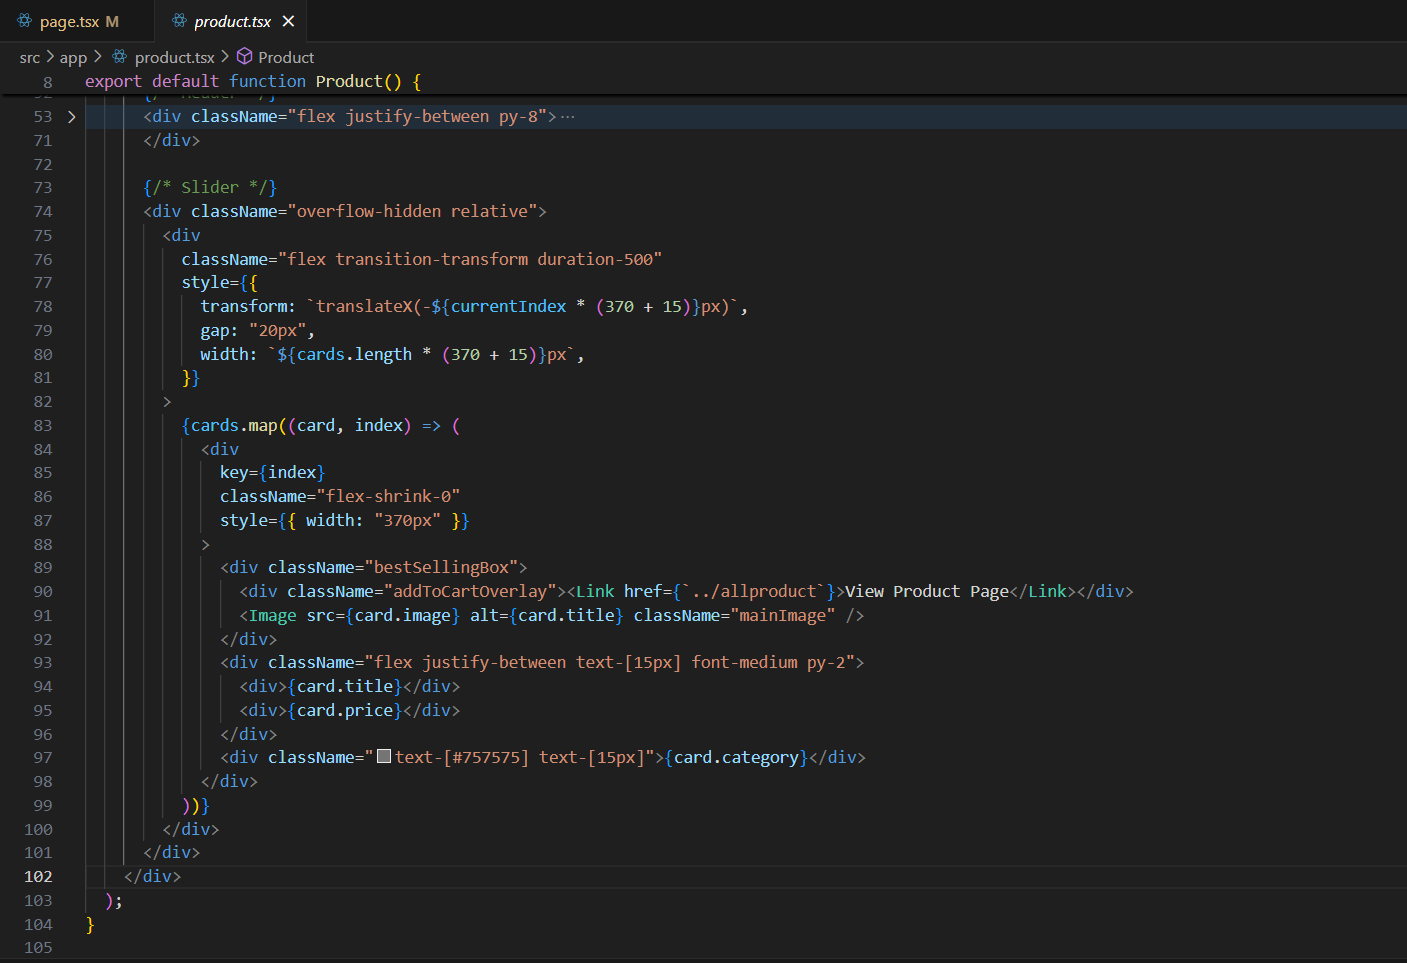 page.tsx M product.tsx
src > app > product.tsx > Product
8 export default function Product() {
53 <div className="flex justify-between py-8">···
71 </div>
72
73 {/* Slider */}
74 <div className="overflow-hidden relative">
75 <div
76 className="flex transition-transform duration-500"
77 style={{
78 transform: `translateX(-${currentIndex * (370 + 15)}px)`,
79 gap: "20px",
80 width: `${cards.length * (370 + 15)}px`,
81 }}
82 >
83 {cards.map((card, index) => (
84 <div
85 key={index}
86 className="flex-shrink-0"
87 style={{ width: "370px" }}
88 >
89 <div className="bestSellingBox">
90 <div className="addToCartOverlay"><Link href={`../allproduct`}>View Product Page</Link></div>
91 <Image src={card.image} alt={card.title} className="mainImage" />
92 </div>
93 <div className="flex justify-between text-[15px] font-medium py-2">
94 <div>{card.title}</div>
95 <div>{card.price}</div>
96 </div>
97 <div className="text-[#757575] text-[15px]">{card.category}</div>
98 </div>
99 ))}
100 </div>
101 </div>
102 </div>
103 );
104 }
105